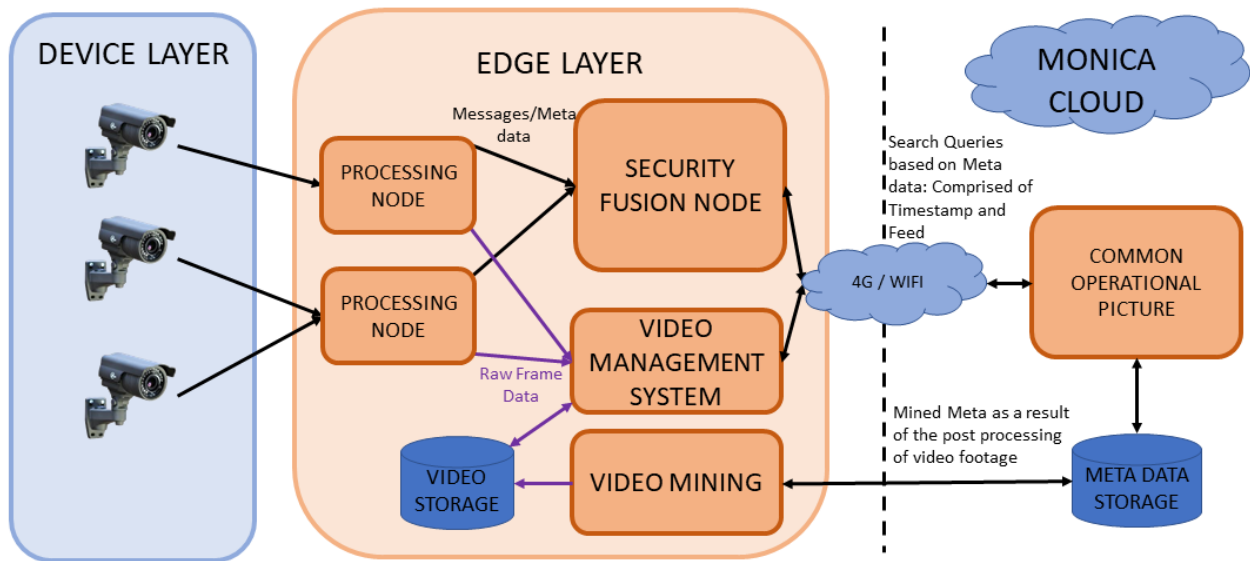 DEVICE LAYER
EDGE LAYER
MONICA
CLOUD
Messages/Meta
data
PROCESSING
NODE
SECURITY
FUSION NODE
Search Queries
based on Meta
data: Comprised of
Timestamp and
Feed
PROCESSING
NODE
4G / WIFI
COMMON
OPERATIONAL
PICTURE
VIDEO
MANAGEMENT
SYSTEM
Raw Frame
Data
Mined Meta as a result
of the post processing
of video footage
VIDEO
STORAGE
VIDEO MINING
META DATA
STORAGE